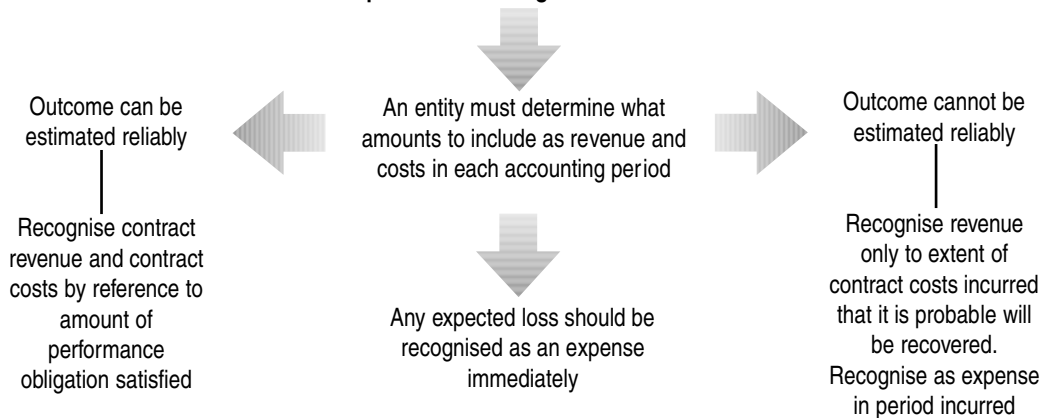 Outcome can be
estimated reliably
Recognise contract
revenue and contract
costs by reference to
amount of
performance
obligation satisfied
An entity must determine what
amounts to include as revenue and
costs in each accounting period
Any expected loss should be
recognised as an expense
immediately
Outcome cannot be
estimated reliably
Recognise revenue
only to extent of
contract costs incurred
that it is probable will
be recovered.
Recognise as expense
in period incurred